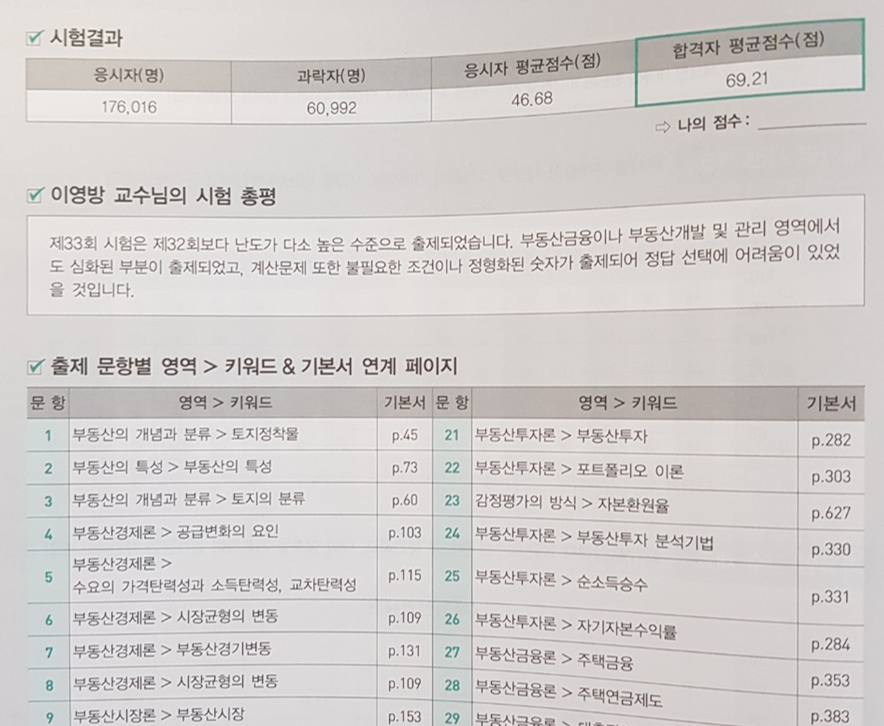 시험결과
응시자(명) 과락자(명) 응시자 평균점수(점) 합격자 평균점수(점)
176,016 60,992 46.68 69.21
⇨ 나의 점수 :
이영방 교수님의 시험 총평
제33회 시험은 제32회보다 난도가 다소 높은 수준으로 출제되었습니다. 부동산금융이나 부동산개발 및 관리 영역에서
도 심화된 부분이 출제되었고, 계산문제 또한 불필요한 조건이나 정형화된 숫자가 출제되어 정답 선택에 어려움이 있었
을 것입니다.
출제 문항별 영역 > 키워드 & 기본서 연계 페이지
문 항 영역 > 키워드 기본서 문 항 영역 > 키워드 기본서
1 부동산의 개념과 분류 > 토지정착물 p.45 21 부동산투자론 > 부동산투자 p.282
2 부동산의 특성 > 부동산의 특성 p.73 22 부동산투자론 > 포트폴리오 이론 p.303
3 부동산의 개념과 분류 > 토지의 분류 p.60 23 감정평가의 방식 > 자본환원율 p.627
4 부동산경제론 > 공급변화의 요인 p.103 24 부동산투자론 > 부동산투자 분석기법 p.330
5 부동산경제론 >
수요의 가격탄력성과 소득탄력성, 교차탄력성 p.115 25 부동산투자론 > 순소득승수 p.331
6 부동산경제론 > 시장균형의 변동 p.109 26 부동산투자론 > 자기자본수익률 p.284
7 부동산경제론 > 부동산경기변동 p.131 27 부동산금융론 > 주택금융 p.353
8 부동산경제론 > 시장균형의 변동 p.109 28 부동산금융론 > 주택연금제도 p.383
9 부동산시장론 > 부동산시장 p.153 29 부동산금융론 >